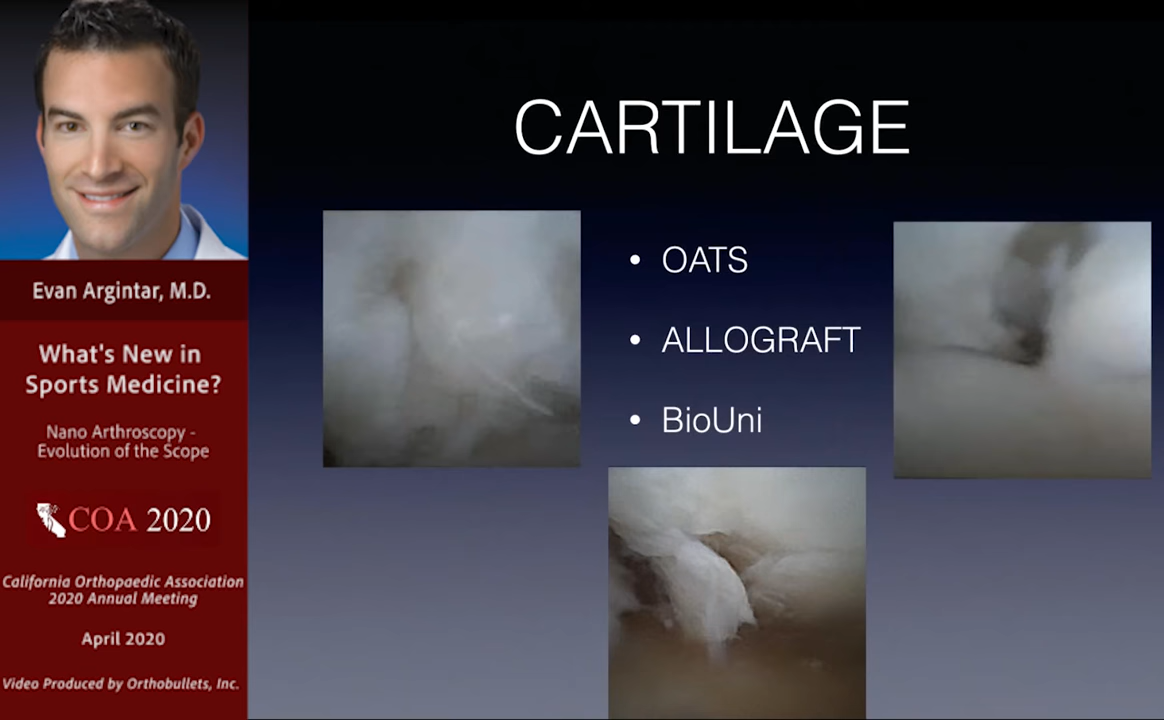 Evan Argintar, M.D.
What's New in
Sports Medicine?
Nano Arthroscopy -
Evolution of the Scope
COA 2020
California Orthopaedic Association
2020 Annual Meeting
April 2020
Video Produced by Orthobullets, Inc.
CARTILAGE
• OATS
• ALLOGRAFT
• BioUni